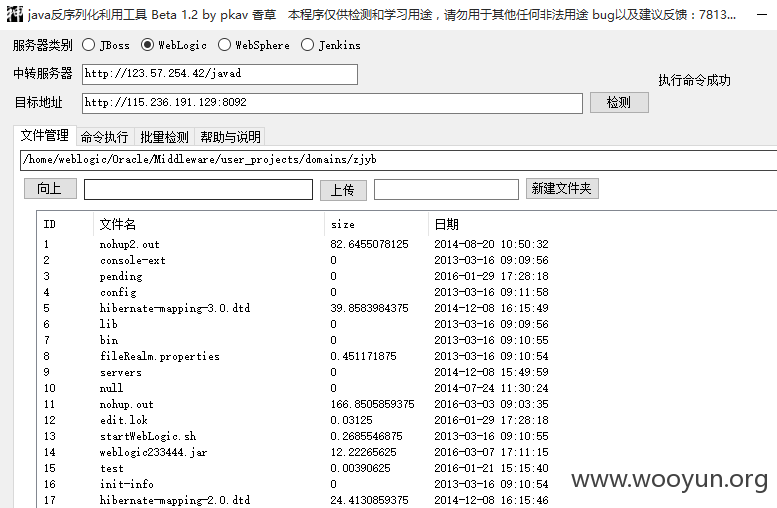 java反序列化利用工具 Beta 1.2 by pkav 香草 本程序仅供检测和学习用途，请勿用于其他任何非法用途 bug以及建议反馈：7813...
服务器类别 JBoss WebLogic WebSphere Jenkins
中转服务器 http://123.57.254.42/javad
执行命令成功
目标地址 http://115.236.191.129:8092 检测
文件管理 命令执行 批量检测 帮助与说明
/home/weblogic/Oracle/Middleware/user_projects/domains/zjyb
向上 上传 新建文件夹
ID 文件名 size 日期
1 nohup2.out 82.6455078125 2014-08-20 10:50:32
2 console-ext 0 2013-03-16 09:09:56
3 pending 0 2016-01-29 17:28:18
4 config 0 2013-03-16 09:11:58
5 hibernate-mapping-3.0.dtd 39.8583984375 2014-12-08 16:15:49
6 lib 0 2013-03-16 09:09:56
7 bin 0 2013-03-16 09:10:55
8 fileRealm.properties 0.451171875 2013-03-16 09:10:54
9 servers 0 2014-12-08 15:49:59
10 null 0 2014-07-24 11:30:24
11 nohup.out 166.8505859375 2016-03-03 09:03:35
12 edit.lok 0.03125 2016-01-29 17:28:18
13 startWebLogic.sh 0.2685546875 2013-03-16 09:10:55
14 weblogic233444.jar 12.22265625 2016-03-07 17:11:15
15 test 0.00390625 2016-01-21 15:15:40
16 init-info 0 2013-03-16 09:10:54
17 hibernate-mapping-2.0.dtd 24.4130859375 2014-12-08 16:15:46
www.wooyun.org